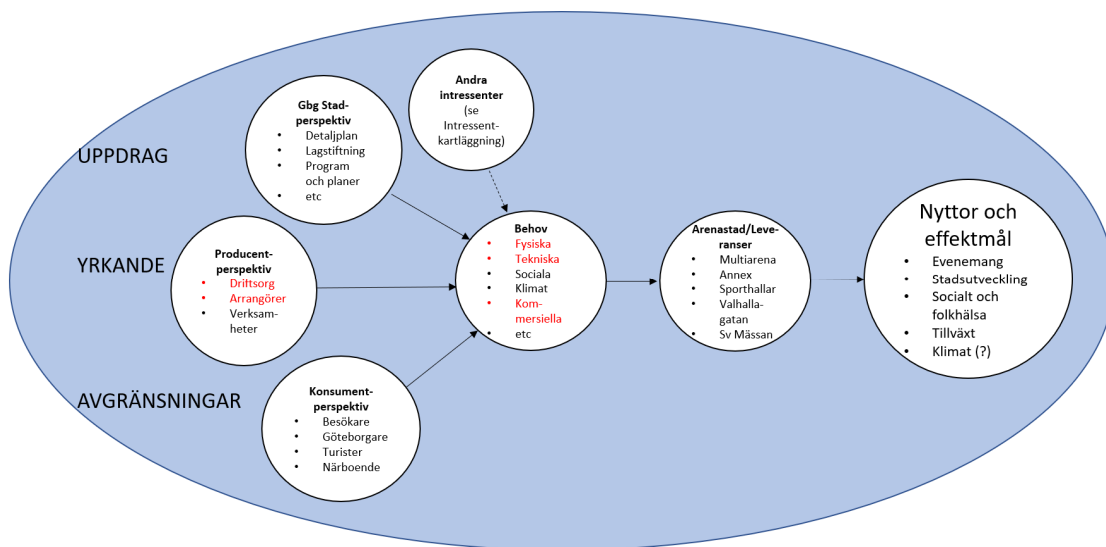 UPPDRAG
YRKANDE
AVGRÄNSNINGAR
Gbg Stad-
perspektiv
• Detaljplan
• Lagstiftning
• Program
och planer
• etc
Andra
intressenter
(se
Intressent-
kartläggning)
Producent-
perspektiv
• Driftsorg
• Arrangörer
• Verksam-
heter
Konsument-
perspektiv
• Besökare
• Göteborgare
• Turister
• Närboende
Behov
• Fysiska
• Tekniska
• Sociala
• Klimat
• Kom-
mersiella
• etc
Arenastad/Leve-
ranser
• Multiarena
• Annex
• Sporthallar
• Valhalla-
gatan
• Sv Mässan
Nyttor och
effektmål
• Evenemang
• Stadsutveckling
• Socialt och
folkhälsa
• Tillväxt
• Klimat (?)